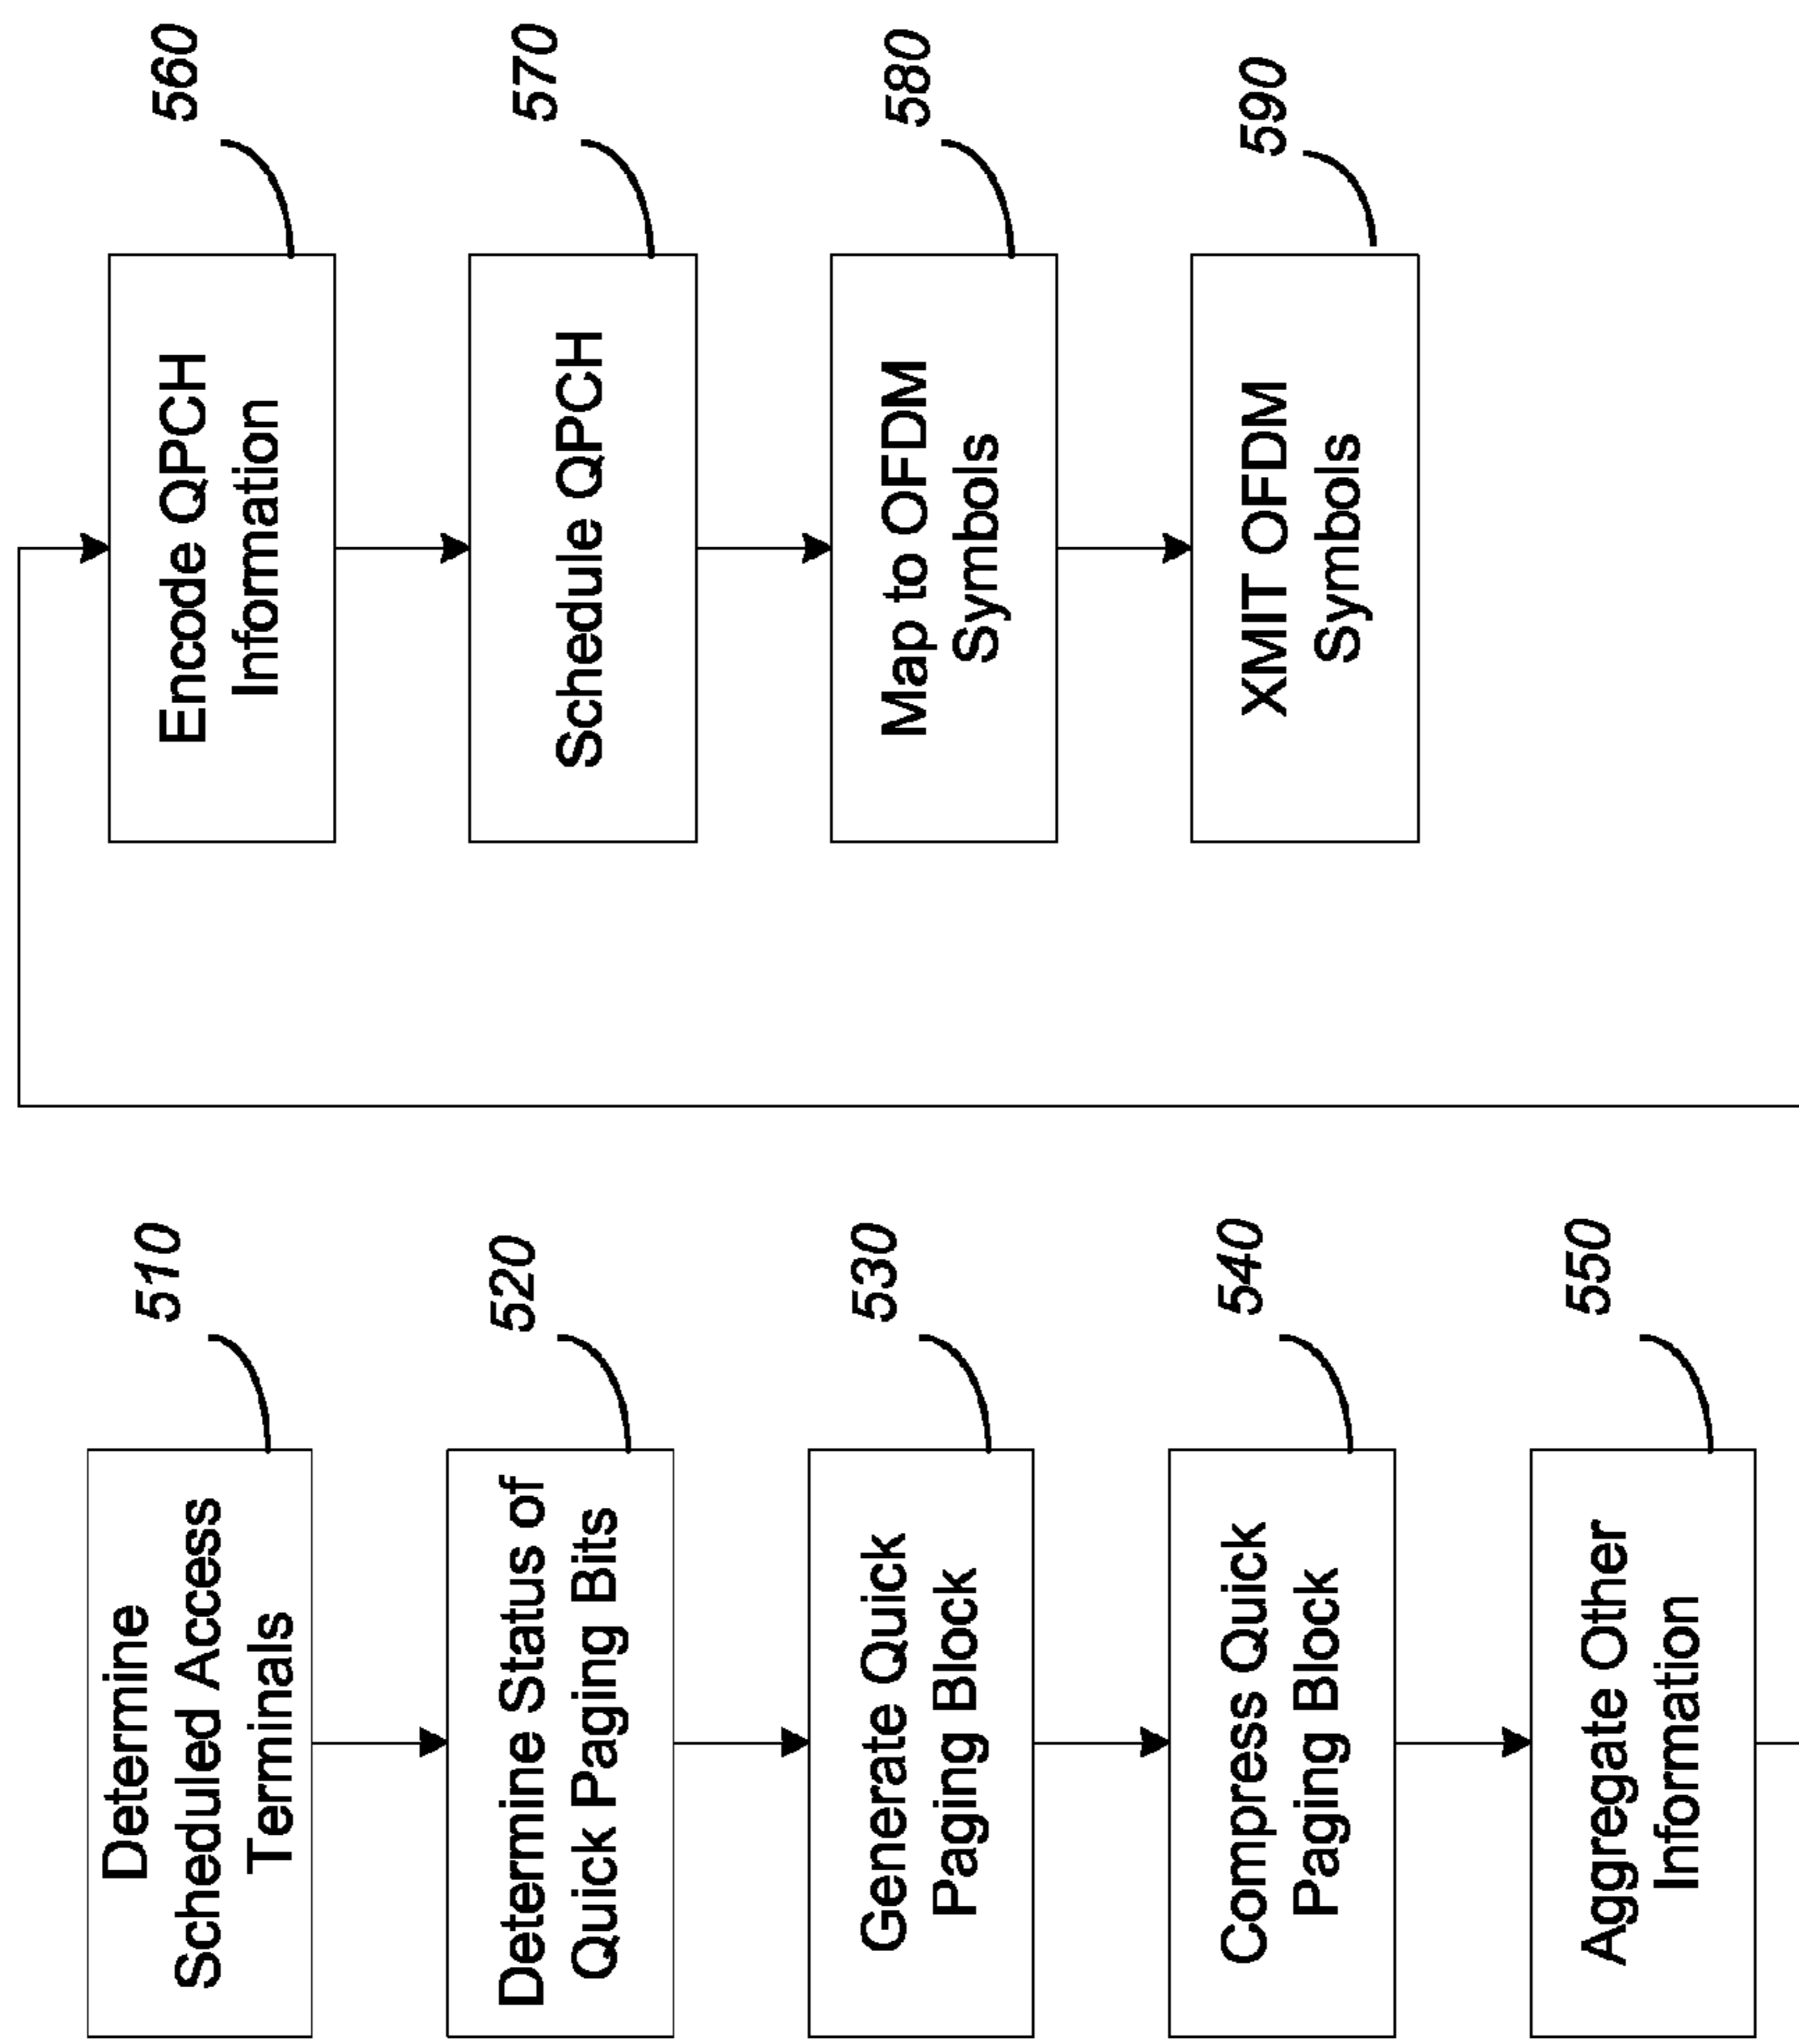 510
Determine
Scheduled Access
Terminals
520
Determine Status of
Quick Paging Bits
530
Generate Quick
Paging Block
540
Compress Quick
Paging Block
550
Aggregate Other
Information
560
Encode QPCH
Information
570
Schedule QPCH
580
Map to OFDM
Symbols
590
XMIT OFDM
Symbols